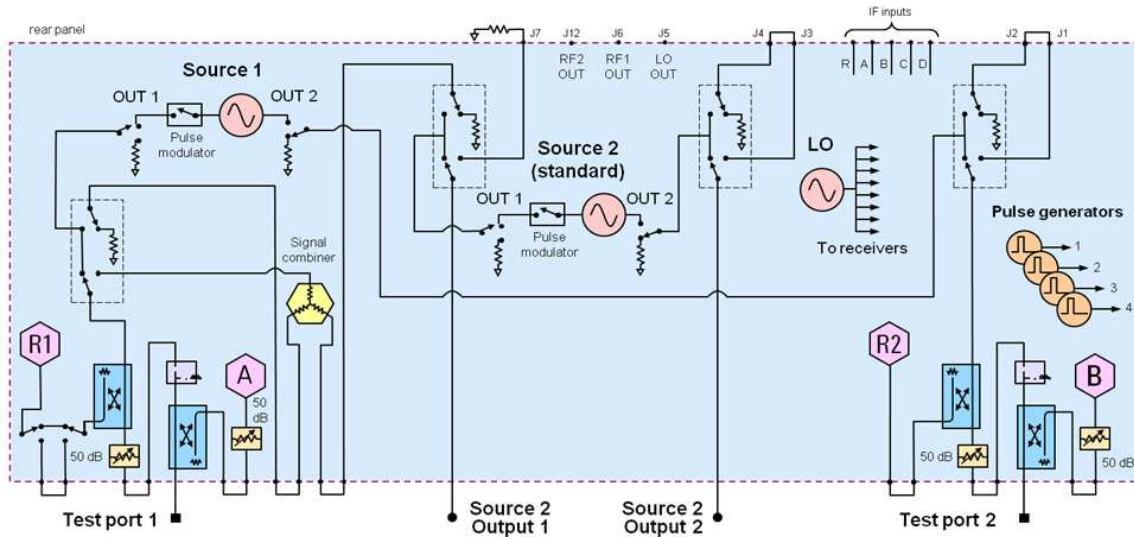 rear panel
J7
J12
J6
J5
J4
J3
IF inputs
J2
J1
RF2
OUT
RF1
OUT
LO
OUT
R
A
B
C
D
Source 1
OUT 1
OUT 2
Pulse
modulator
Source 2
(standard)
LO
OUT 1
OUT 2
Pulse
modulator
To receivers
Pulse generators
1
2
3
4
Signal
combiner
R1
A
50
dB
50 dB
R2
B
50 dB
50 dB
Test port 1
Source 2
Output 1
Source 2
Output 2
Test port 2